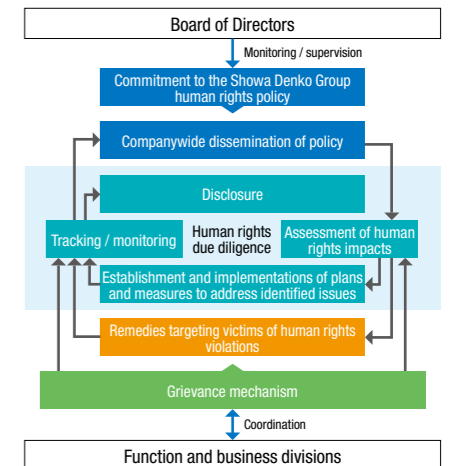 Board of Directors
Monitoring / supervision
Commitment to the Showa Denko Group
human rights policy
Companywide dissemination of policy
Disclosure
Tracking / monitoring
Human rights
due diligence
Assessment of human
rights impacts
Establishment and implementations of plans
and measures to address identified issues
Remedies targeting victims of human rights
violations
Grievance mechanism
Coordination
Function and business divisions